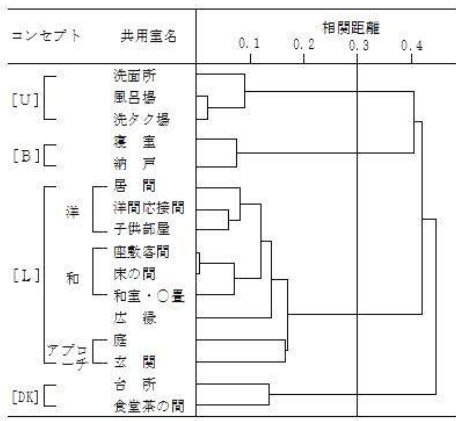 コンセプト 共用室名 相関距離
0.1 0.2 0.3 0.4
洗面所
[U] 風呂場
洗タク場
[B] 寝 室
納 戸
居 間
洋 洋間応接間
子供部屋
座敷客間
[L] 和 床の間
和室・〇畳
広 縁
アプローチ 庭
玄 関
[DK] 台 所
食堂茶の間